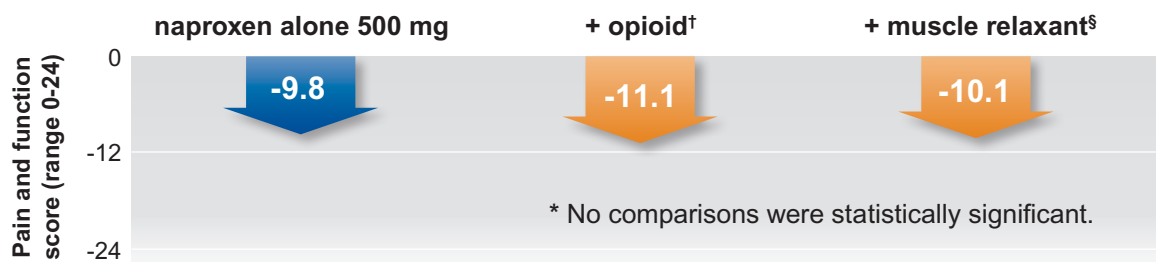 naproxen alone 500 mg
+ opioid†
+ muscle relaxant§
Pain and function
score (range 0-24)
0
-12
-24
-9.8
-11.1
-10.1
* No comparisons were statistically significant.